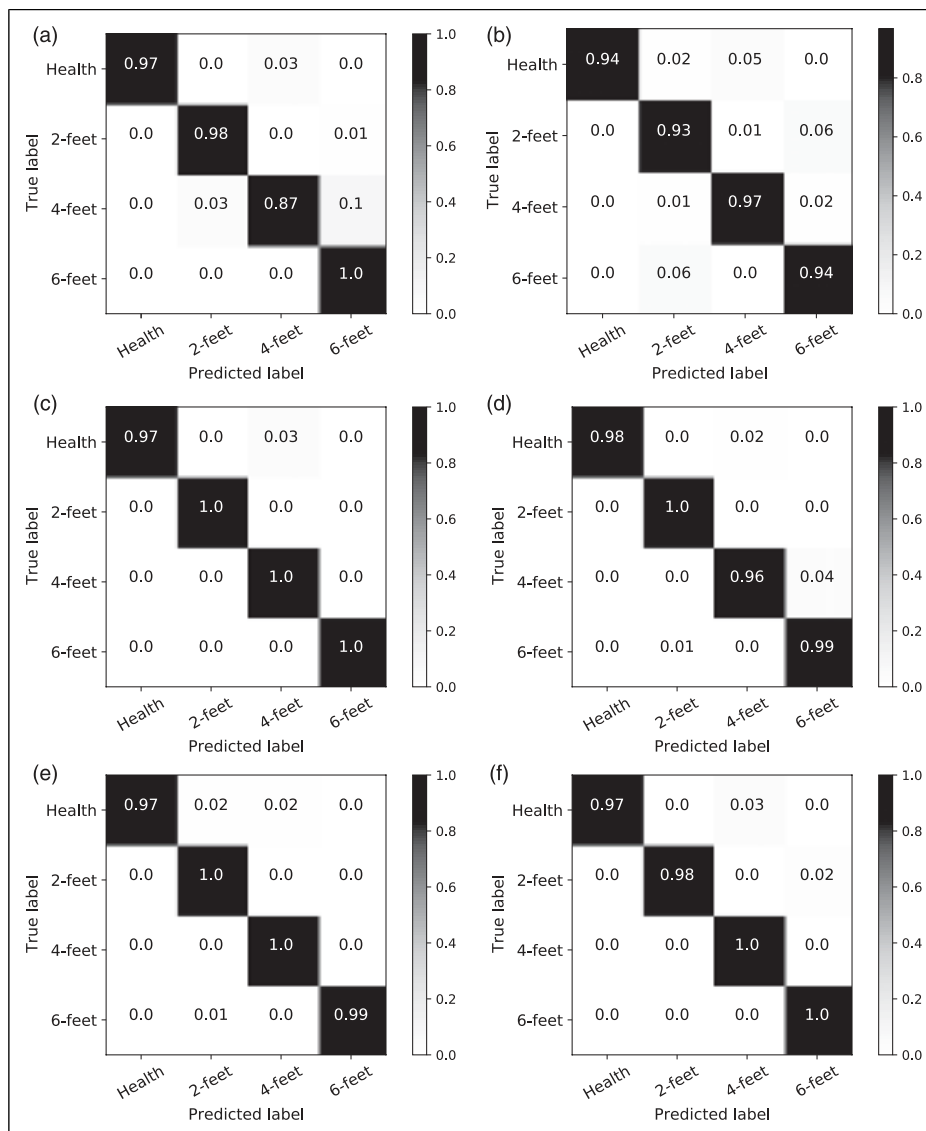 (a)
True label
Health
2-feet
4-feet
6-feet
0.97 0.0 0.03 0.0
0.0 0.98 0.0 0.01
0.0 0.03 0.87 0.1
0.0 0.0 0.0 1.0
Health 2-feet 4-feet 6-feet
Predicted label
1.0
0.8
0.6
0.4
0.2
0.0
(b)
True label
Health
2-feet
4-feet
6-feet
0.94 0.02 0.05 0.0
0.0 0.93 0.01 0.06
0.0 0.01 0.97 0.02
0.0 0.06 0.0 0.94
Health 2-feet 4-feet 6-feet
Predicted label
0.8
0.6
0.4
0.2
0.0
(c)
True label
Health
2-feet
4-feet
6-feet
0.97 0.0 0.03 0.0
0.0 1.0 0.0 0.0
0.0 0.0 1.0 0.0
0.0 0.0 0.0 1.0
Health 2-feet 4-feet 6-feet
Predicted label
1.0
0.8
0.6
0.4
0.2
0.0
(d)
True label
Health
2-feet
4-feet
6-feet
0.98 0.0 0.02 0.0
0.0 1.0 0.0 0.0
0.0 0.0 0.96 0.04
0.0 0.01 0.0 0.99
Health 2-feet 4-feet 6-feet
Predicted label
1.0
0.8
0.6
0.4
0.2
0.0
(e)
True label
Health
2-feet
4-feet
6-feet
0.97 0.02 0.02 0.0
0.0 1.0 0.0 0.0
0.0 0.0 1.0 0.0
0.0 0.01 0.0 0.99
Health 2-feet 4-feet 6-feet
Predicted label
1.0
0.8
0.6
0.4
0.2
0.0
(f)
True label
Health
2-feet
4-feet
6-feet
0.97 0.0 0.03 0.0
0.0 0.98 0.0 0.02
0.0 0.0 1.0 0.0
0.0 0.0 0.0 1.0
Health 2-feet 4-feet 6-feet
Predicted label
1.0
0.8
0.6
0.4
0.2
0.0